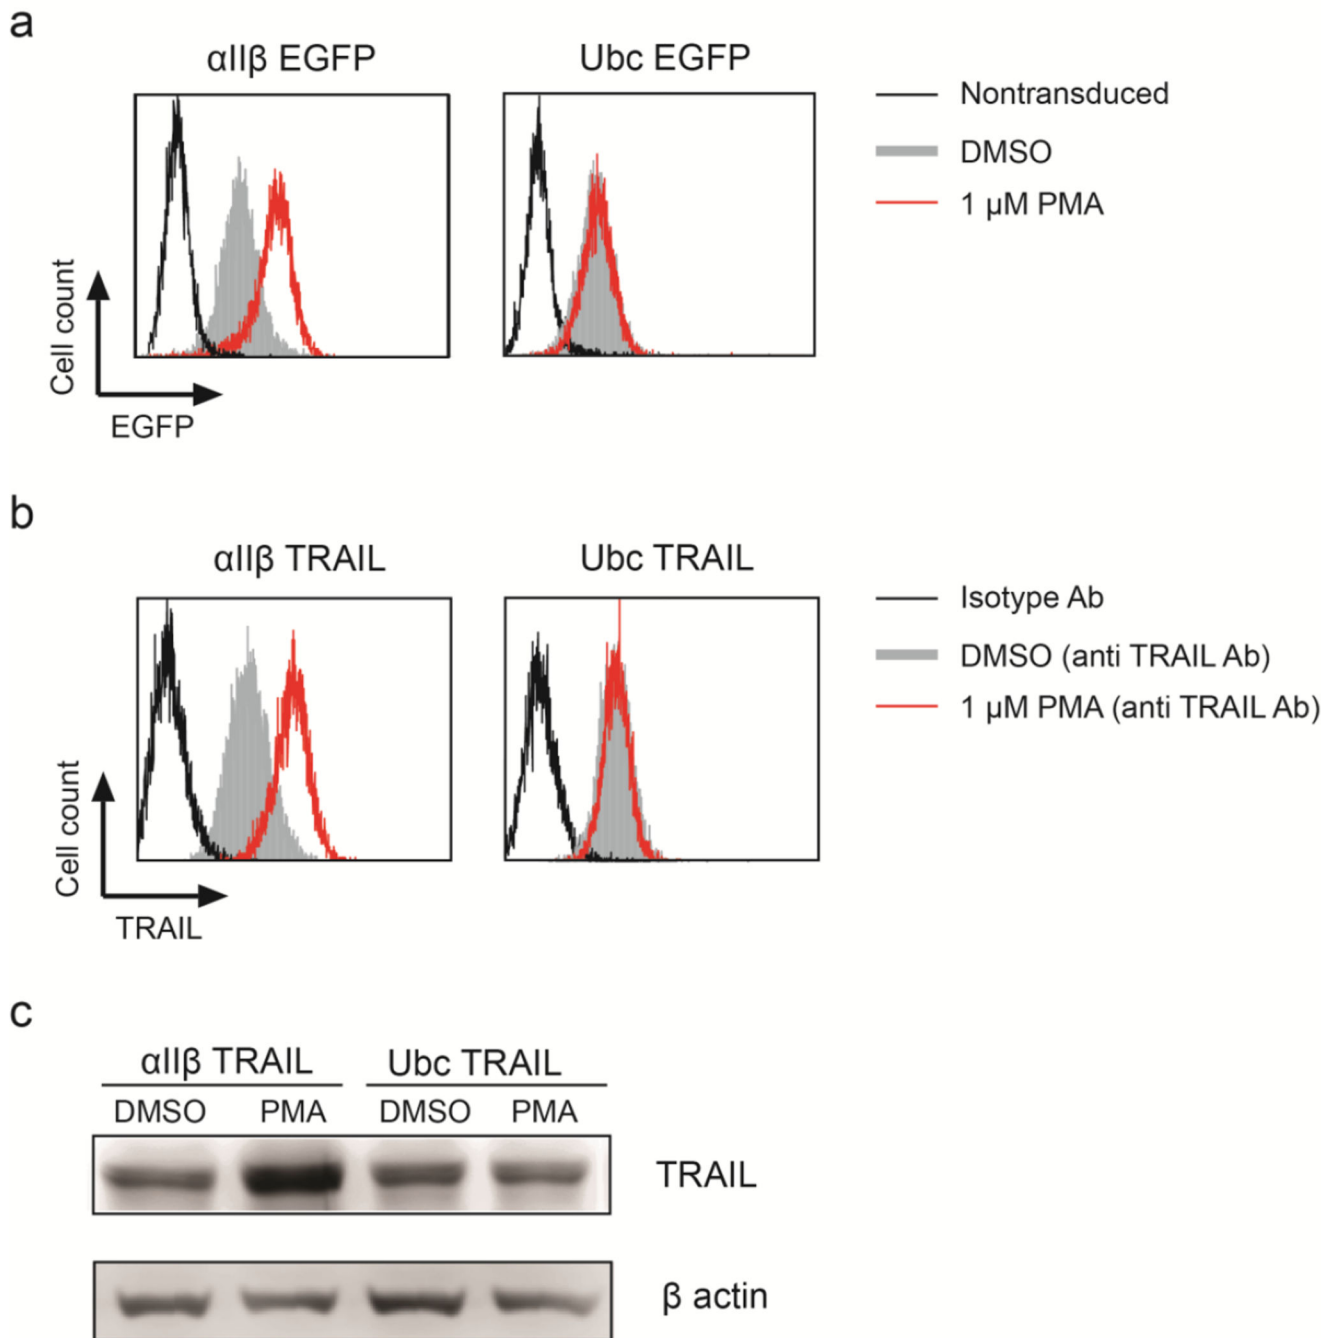 a
αIIβ EGFP
Ubc EGFP
Nontransduced
DMSO
1 μM PMA
Cell count
EGFP
b
αIIβ TRAIL
Ubc TRAIL
Isotype Ab
DMSO (anti TRAIL Ab)
1 μM PMA (anti TRAIL Ab)
Cell count
TRAIL
c
αIIβ TRAIL
Ubc TRAIL
DMSO
PMA
DMSO
PMA
TRAIL
β actin